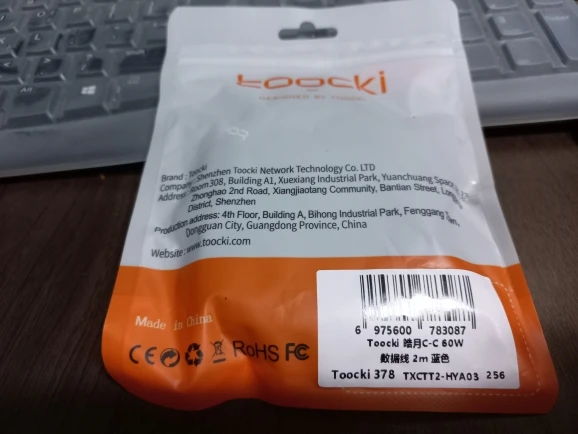 Toocki
DESIGNED BY TOOCKI
Brand : Toocki
Company : Shenzhen Toocki Network Technology Co. LTD
Address : Room308, Building A1, Xuexiang Industrial Park, Yuanchuang
Zhonghao 2nd Road, Xiangjiaotang Community, Bantian Street,
District, Shenzhen
Production address: 4th Floor, Building A, Bihong Industrial Park, Fenggang
Dongguan City, Guangdong Province, China
Website : www.toocki.com
Made in China
CE RoHS FC
6 975600 783087
Toocki 皓月C-C 60W
数据线 2m 蓝色
Toocki 378 TXCTT2-HYA03 256